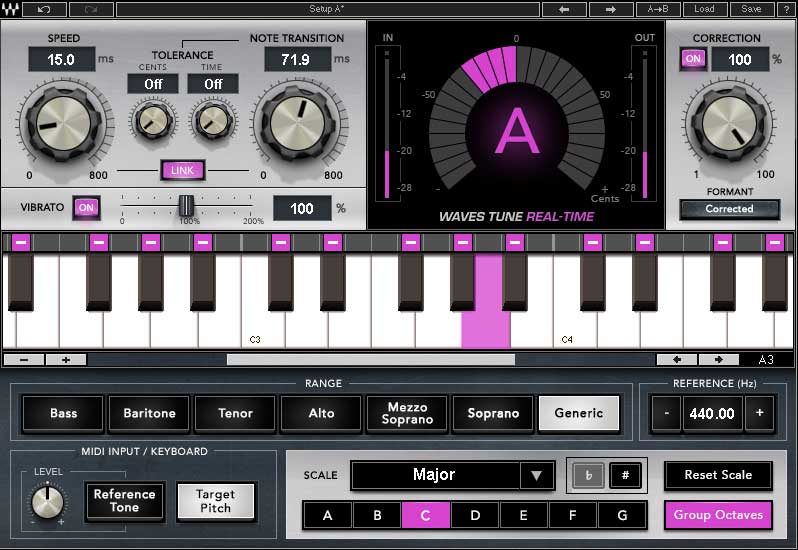 Setup A*
A→B
Load
Save
?
SPEED
15.0 ms
0 800
TOLERANCE
CENTS TIME
Off Off
LINK
NOTE TRANSITION
71.9 ms
0 800
VIBRATO ON
0 100% 200%
100 %
IN
-4
-12
-20
-28
0
-50 50
A
- +
Cents
WAVES TUNE REAL-TIME
OUT
-4
-12
-20
-28
CORRECTION
ON 100 %
1 100
FORMANT
Corrected
C3 C4
- + A3
RANGE
Bass Baritone Tenor Alto Mezzo Soprano Soprano Generic
REFERENCE (Hz)
- 440.00 +
MIDI INPUT / KEYBOARD
LEVEL
- +
Reference Tone
Target Pitch
SCALE Major ♭ # Reset Scale
A B C D E F G Group Octaves